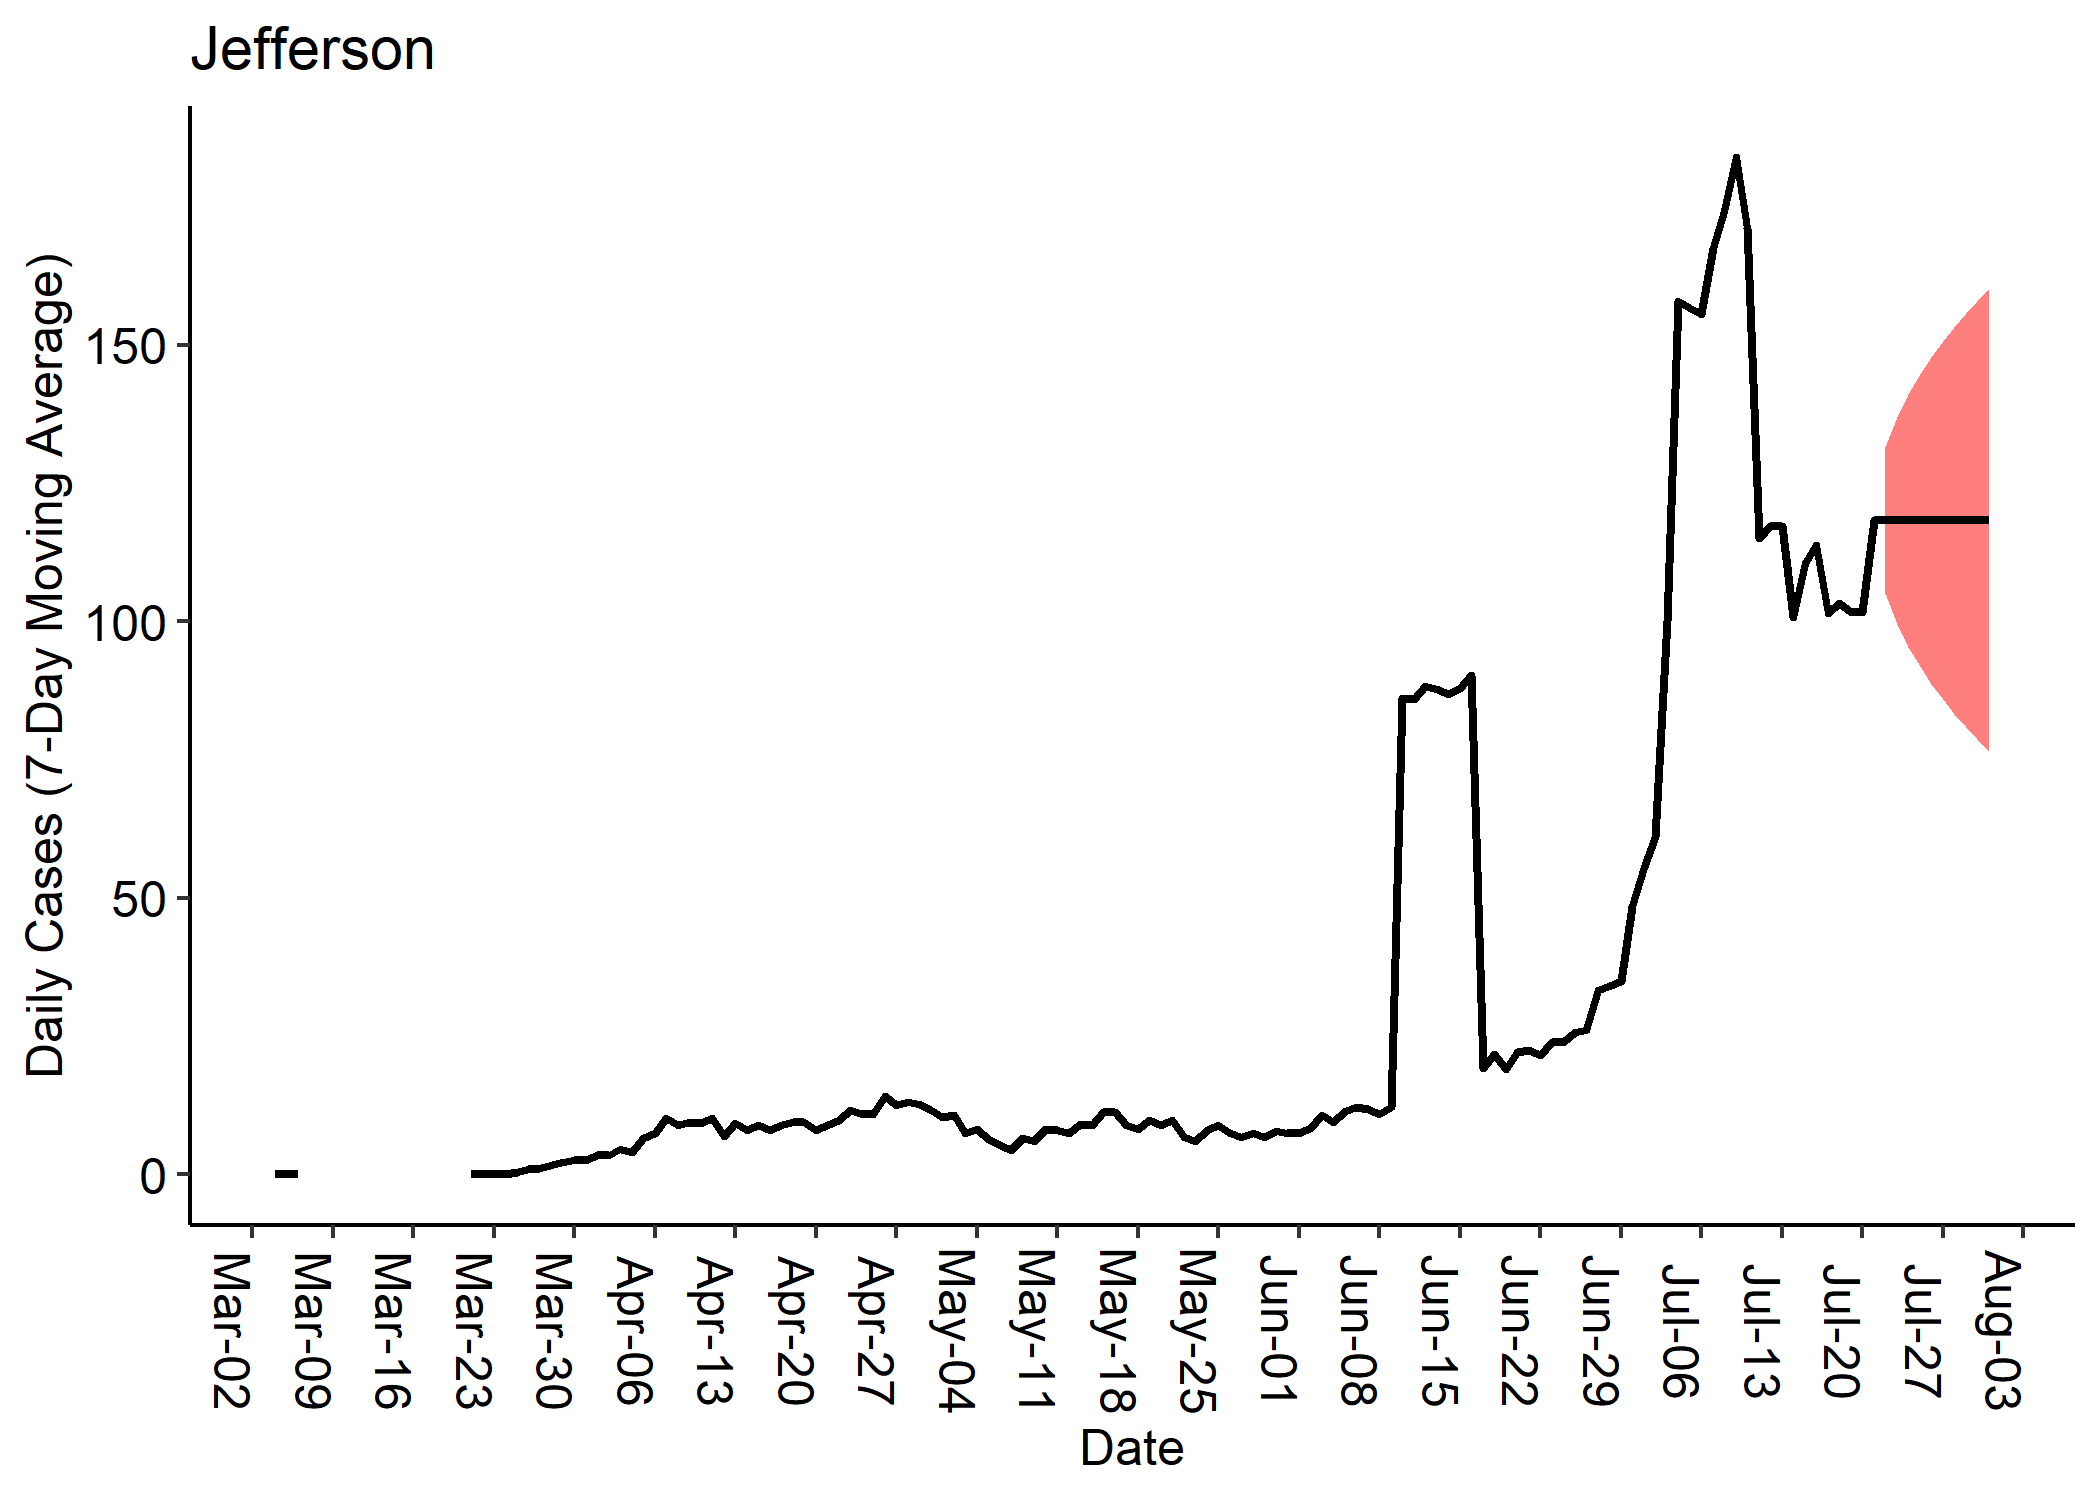 Jefferson
Daily Cases (7-Day Moving Average)
150
100
50
0
Mar-02
Mar-09
Mar-16
Mar-23
Mar-30
Apr-06
Apr-13
Apr-20
Apr-27
May-04
May-11
May-18
May-25
Jun-01
Jun-08
Jun-15
Jun-22
Jun-29
Jul-06
Jul-13
Jul-20
Jul-27
Aug-03
Date